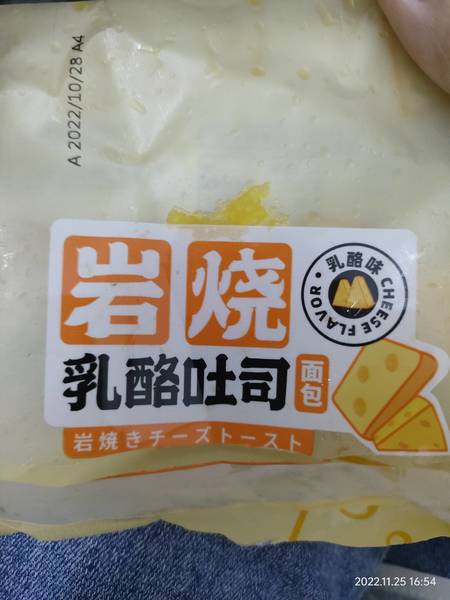 A 2022/10/28 A4
岩烧
乳酪味
CHEESE FLAVOR
乳酪吐司
面包
岩焼きチーズトースト
2022.11.25 16:54